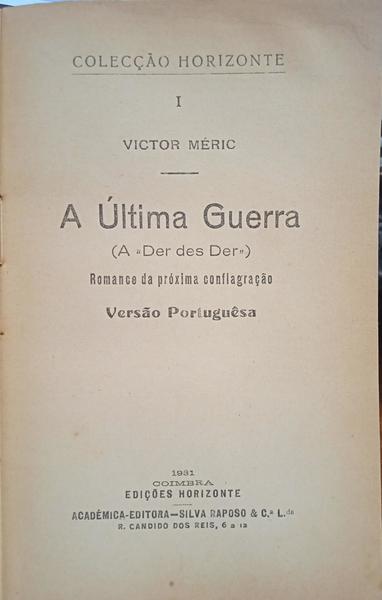 COLECÇÃO HORIZONTE
I
VICTOR MÉRIC
A Última Guerra
(A «Der des Der»)
Romance da próxima conflagração
Versão Portuguêsa
1931
COIMBRA
EDIÇÕES HORIZONTE
ACADÉMICA-EDITORA—SILVA RAPOSO & C.ª L.da
R. CANDIDO DOS REIS, 6 a 12